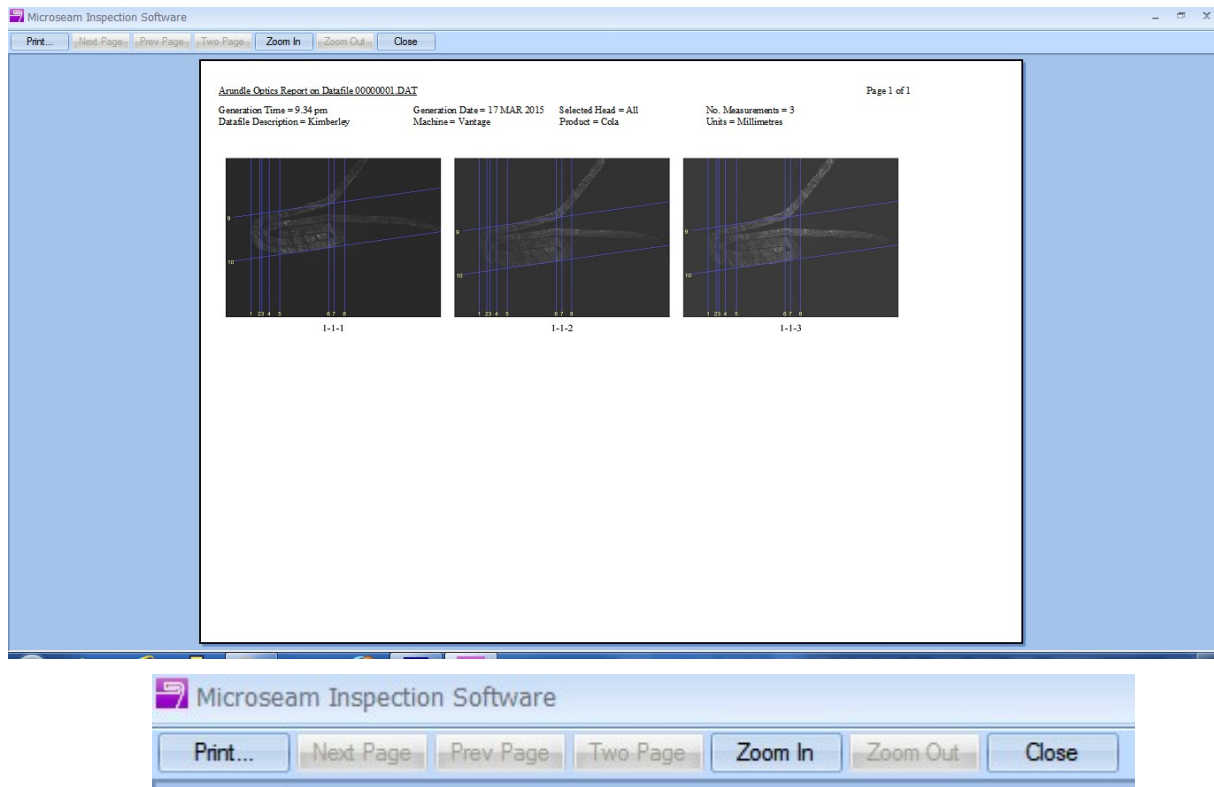 Microseam Inspection Software
Print... Next Page Prev Page Two Page Zoom In Zoom Out Close
Arundle Optics Report on Datafile 00000001.DAT Page 1 of 1
Generation Time = 9.34 pm Generation Date = 17 MAR 2015 Selected Head = All No. Measurements = 3
Datafile Description = Kimberley Machine = Vantage Product = Cola Units = Millimetres
9 9 9
10 10 10
1 2 3 4 5 6 7 8 1 2 3 4 5 6 7 8 1 2 3 4 5 6 7 8
1-1-1 1-1-2 1-1-3
Microseam Inspection Software
Print... Next Page Prev Page Two Page Zoom In Zoom Out Close